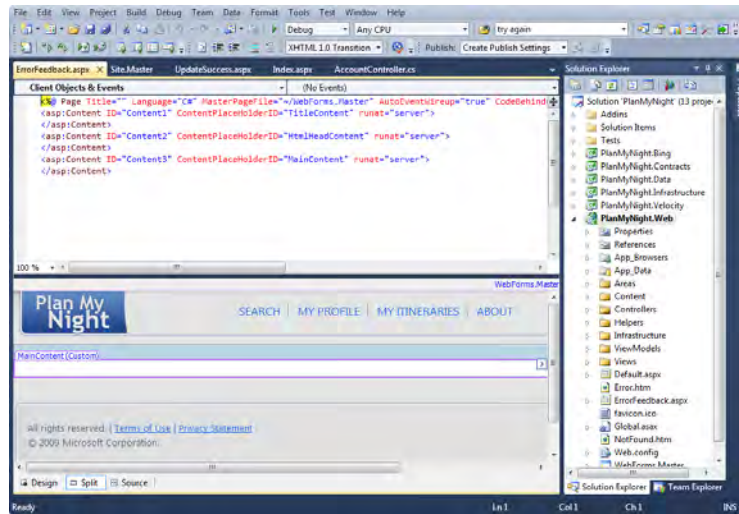 File Edit View Project Build Debug Team Data Format Tools Test Window Help
Debug Any CPU try again
XHTML 1.0 Transition Publish: Create Publish Settings
ErrorFeedback.aspx Site.Master UpdateSuccess.aspx Index.aspx AccountController.cs
Client Objects & Events (No Events)
<%@ Page Title="" Language="C#" MasterPageFile="~/WebForms.Master" AutoEventWireup="true" CodeBehind
<asp:Content ID="Content1" ContentPlaceHolderID="TitleContent" runat="server">
</asp:Content>
<asp:Content ID="Content2" ContentPlaceHolderID="HtmlHeadContent" runat="server">
</asp:Content>
<asp:Content ID="Content3" ContentPlaceHolderID="MainContent" runat="server">
</asp:Content>
100 %
WebForms.Master
Plan My
Night
SEARCH MY PROFILE MY ITINERARIES ABOUT
MainContent (Custom)
All rights reserved. | Terms of Use | Privacy Statement
© 2009 Microsoft Corporation.
Design Split Source
Solution Explorer
Solution 'PlanMyNight' (13 proje
Addins
Solution Items
Tests
PlanMyNight.Bing
PlanMyNight.Contracts
PlanMyNight.Data
PlanMyNight.Infrastructure
PlanMyNight.Velocity
PlanMyNight.Web
Properties
References
App_Browsers
App_Data
Areas
Content
Controllers
Helpers
Infrastructure
ViewModels
Views
Default.aspx
Error.htm
ErrorFeedback.aspx
favicon.ico
Global.asax
NotFound.htm
Web.config
WebForms.Master
Solution Explorer Team Explorer
Ready Ln 1 Col 1 Ch 1 INS